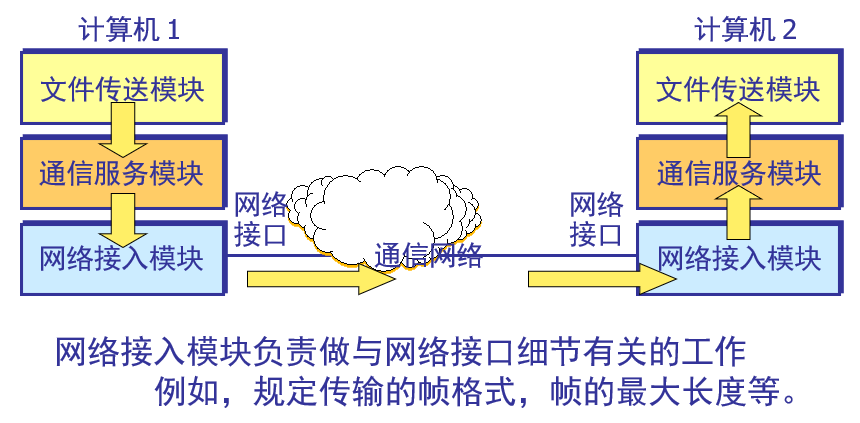 计算机 1
计算机 2
文件传送模块
文件传送模块
通信服务模块
通信服务模块
网络
接口
网络
接口
网络接入模块
通信网络
网络接入模块
网络接入模块负责做与网络接口细节有关的工作
例如，规定传输的帧格式，帧的最大长度等。